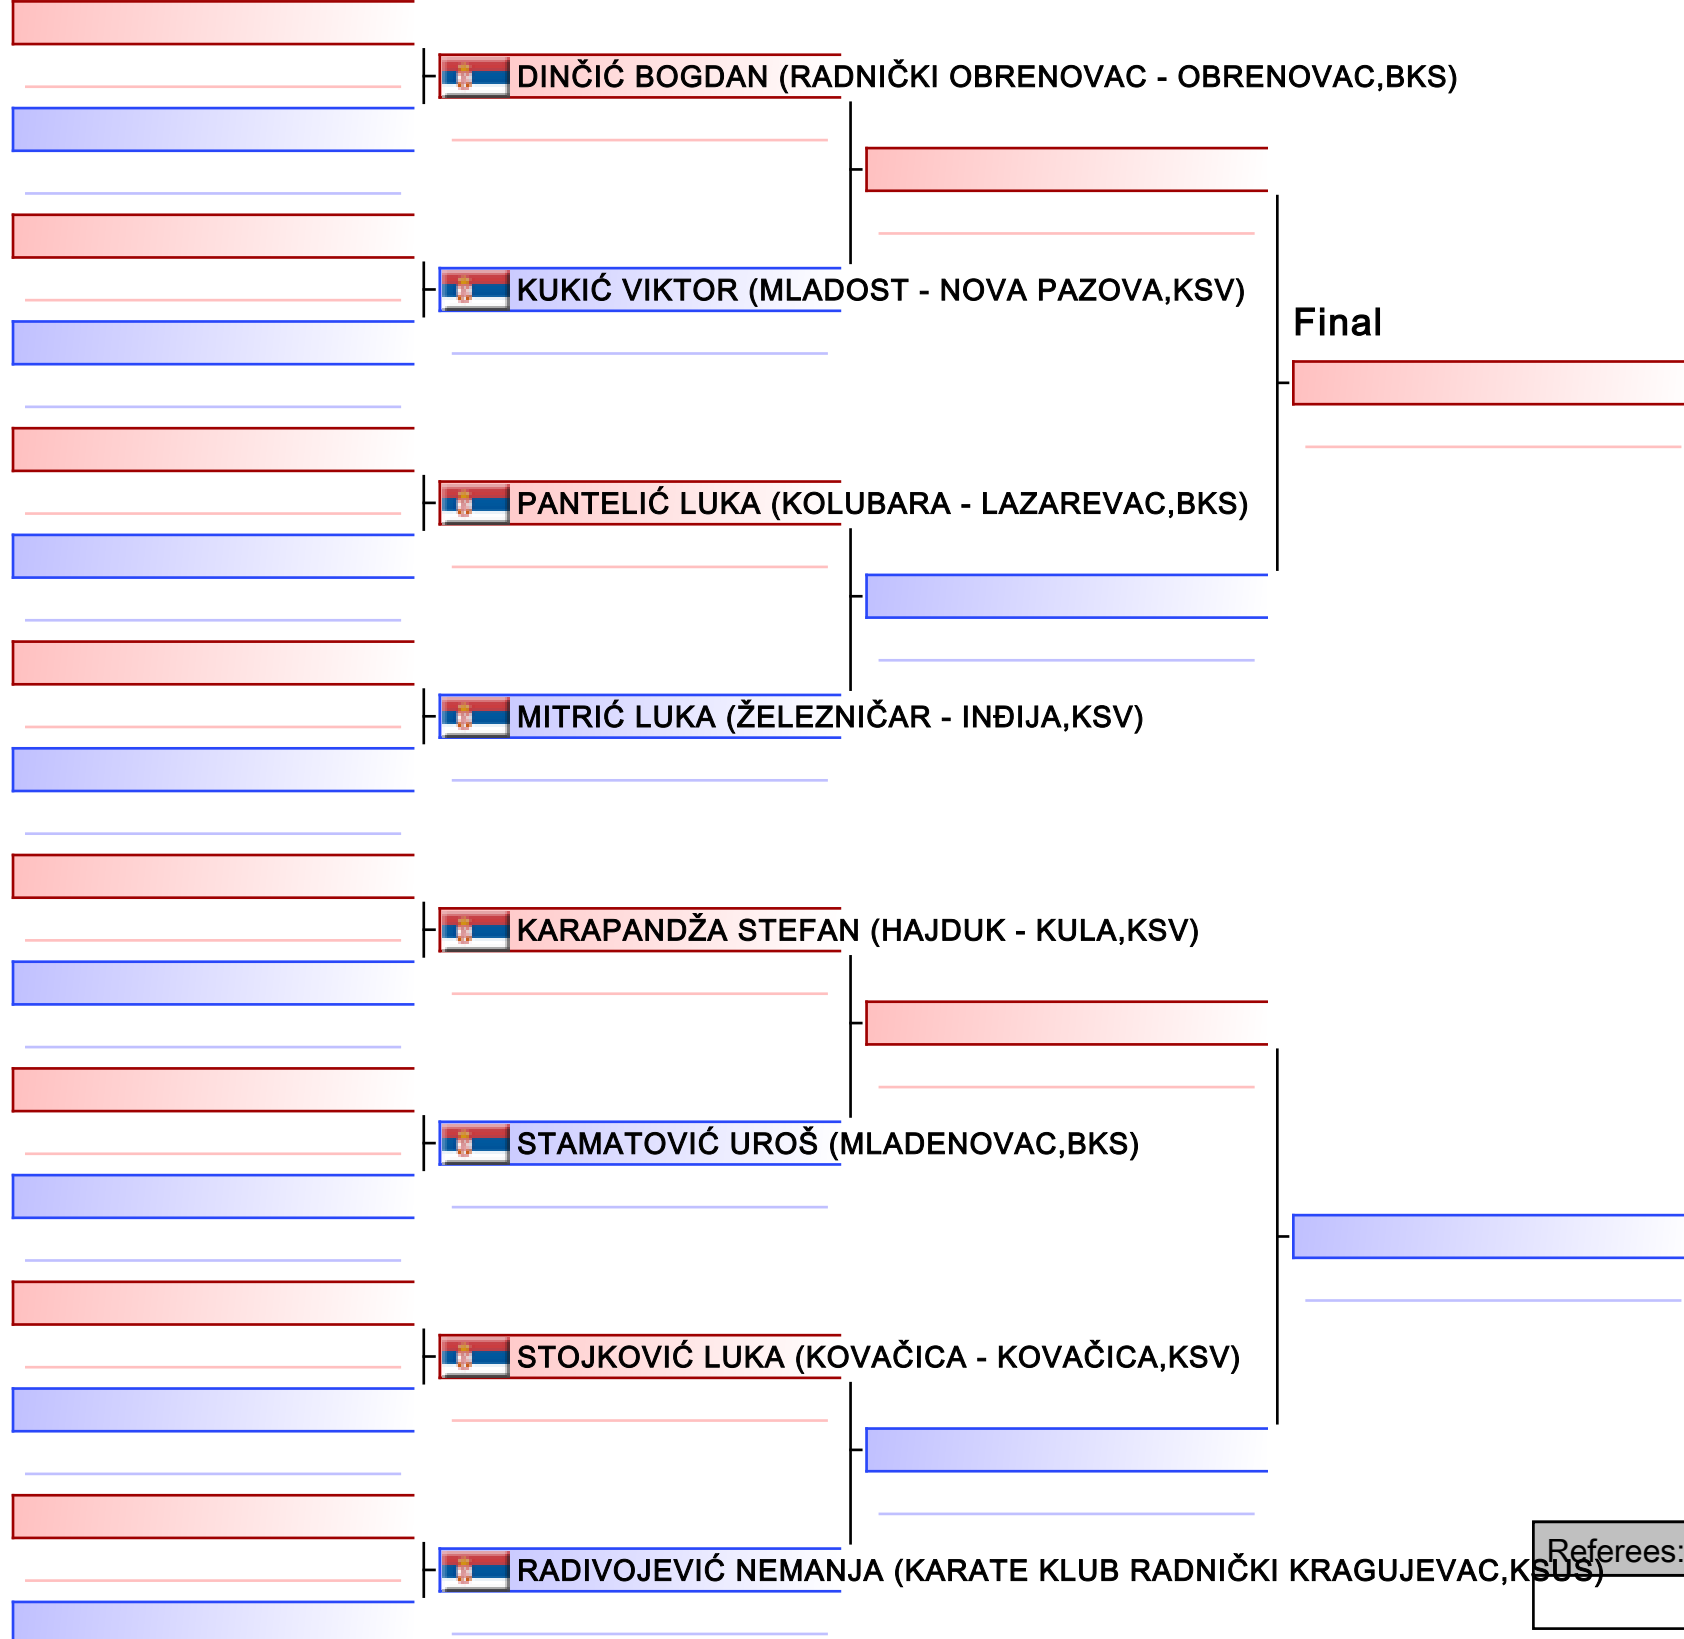 DINČIĆ BOGDAN (RADNIČKI OBRENOVAC - OBRENOVAC,BKS)
KUKIĆ VIKTOR (MLADOST - NOVA PAZOVA,KSV)
Final
PANTELIĆ LUKA (KOLUBARA - LAZAREVAC,BKS)
MITRIĆ LUKA (ŽELEZNIČAR - INĐIJA,KSV)
KARAPANDŽA STEFAN (HAJDUK - KULA,KSV)
STAMATOVIĆ UROŠ (MLADENOVAC,BKS)
STOJKOVIĆ LUKA (KOVAČICA - KOVAČICA,KSV)
Referees:
RADIVOJEVIĆ NEMANJA (KARATE KLUB RADNIČKI KRAGUJEVAC,KSUS)